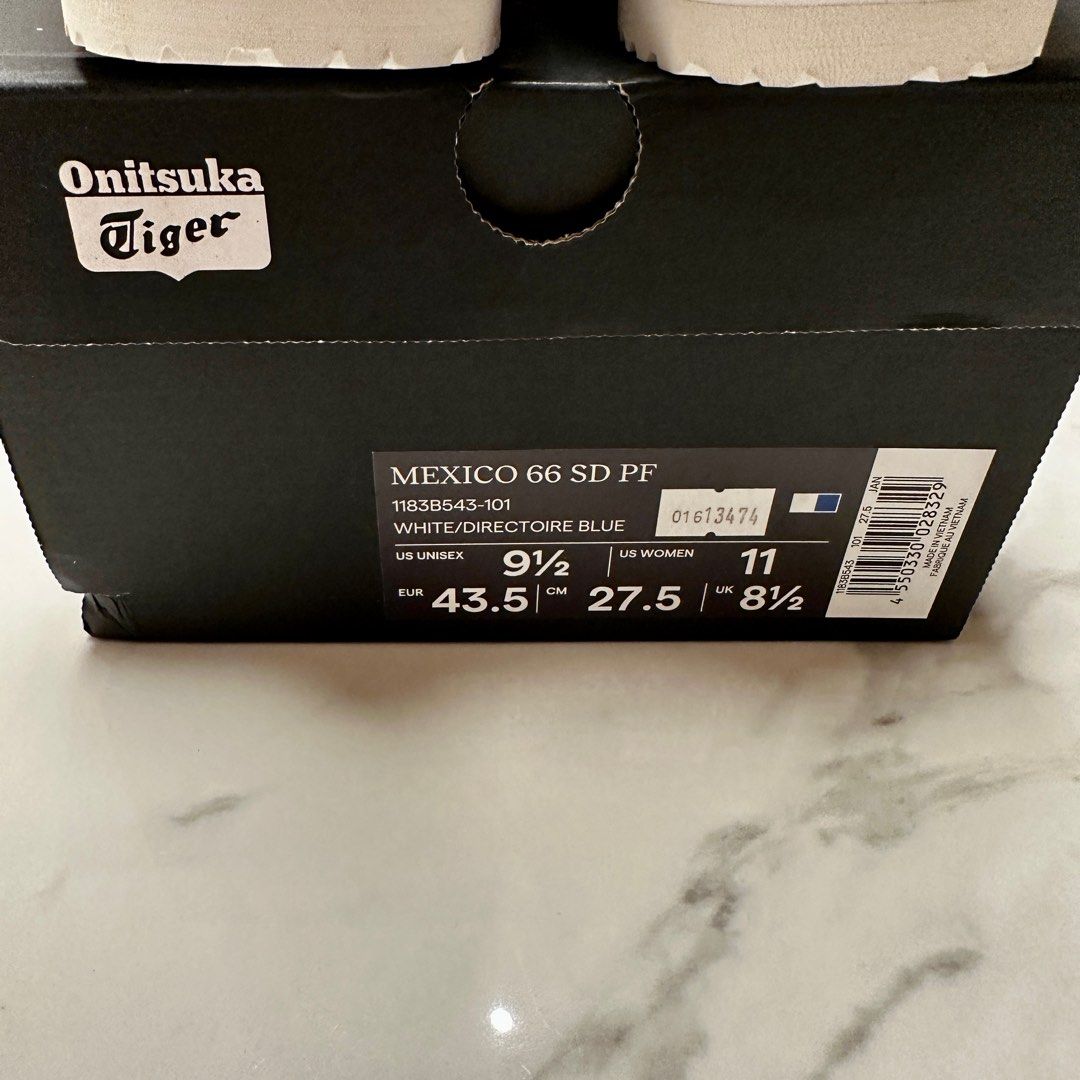 Onitsuka
Tiger
MEXICO 66 SD PF
1183B543-101
WHITE/DIRECTOIRE BLUE
01613474
US UNISEX 9½ US WOMEN 11
EUR 43.5 CM 27.5 UK 8½
1183B543 101 27.5 JAN
4 550330 028329
MADE IN VIETNAM
FABRIQUE AU VIETNAM